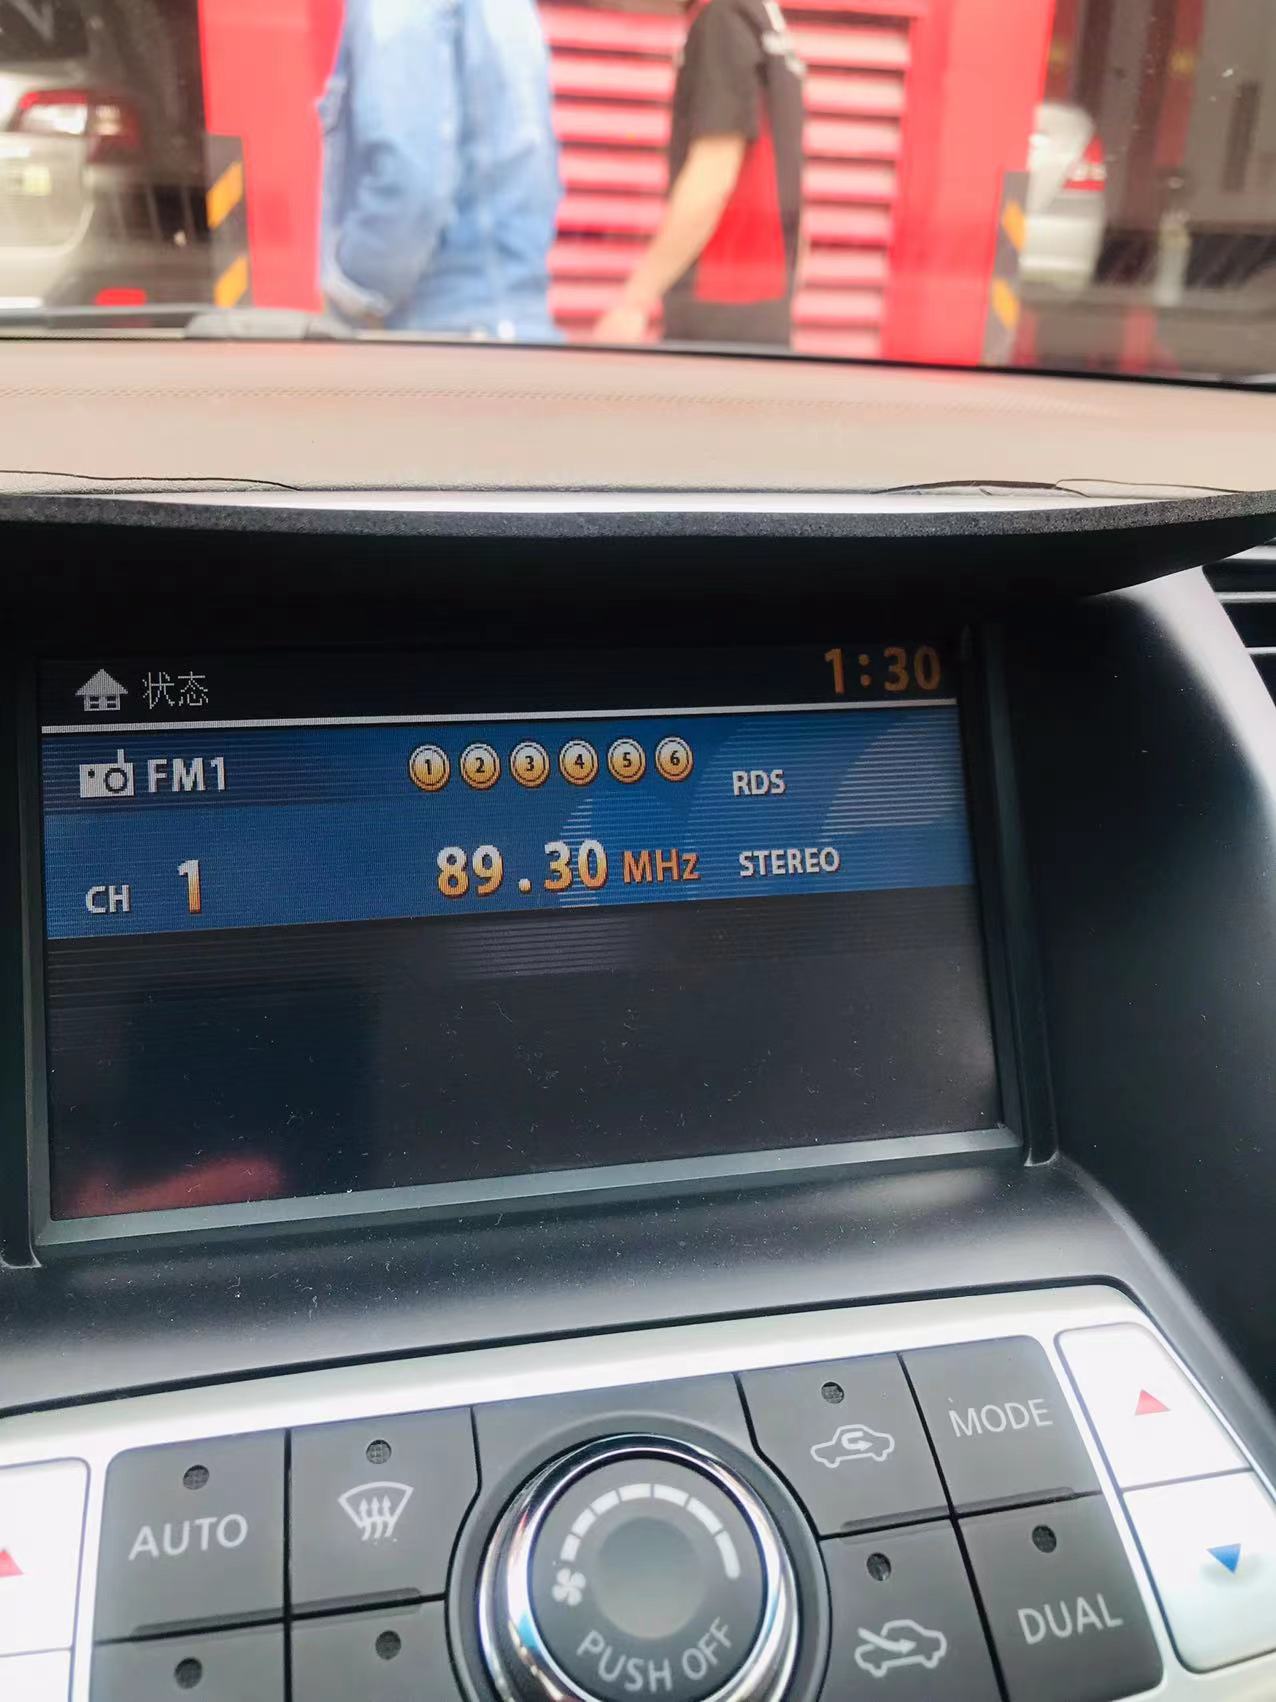 状态 1:30
FM1 1 2 3 4 5 6 RDS
CH 1 89.30 MHz STEREO
AUTO
MODE
DUAL
PUSH OFF